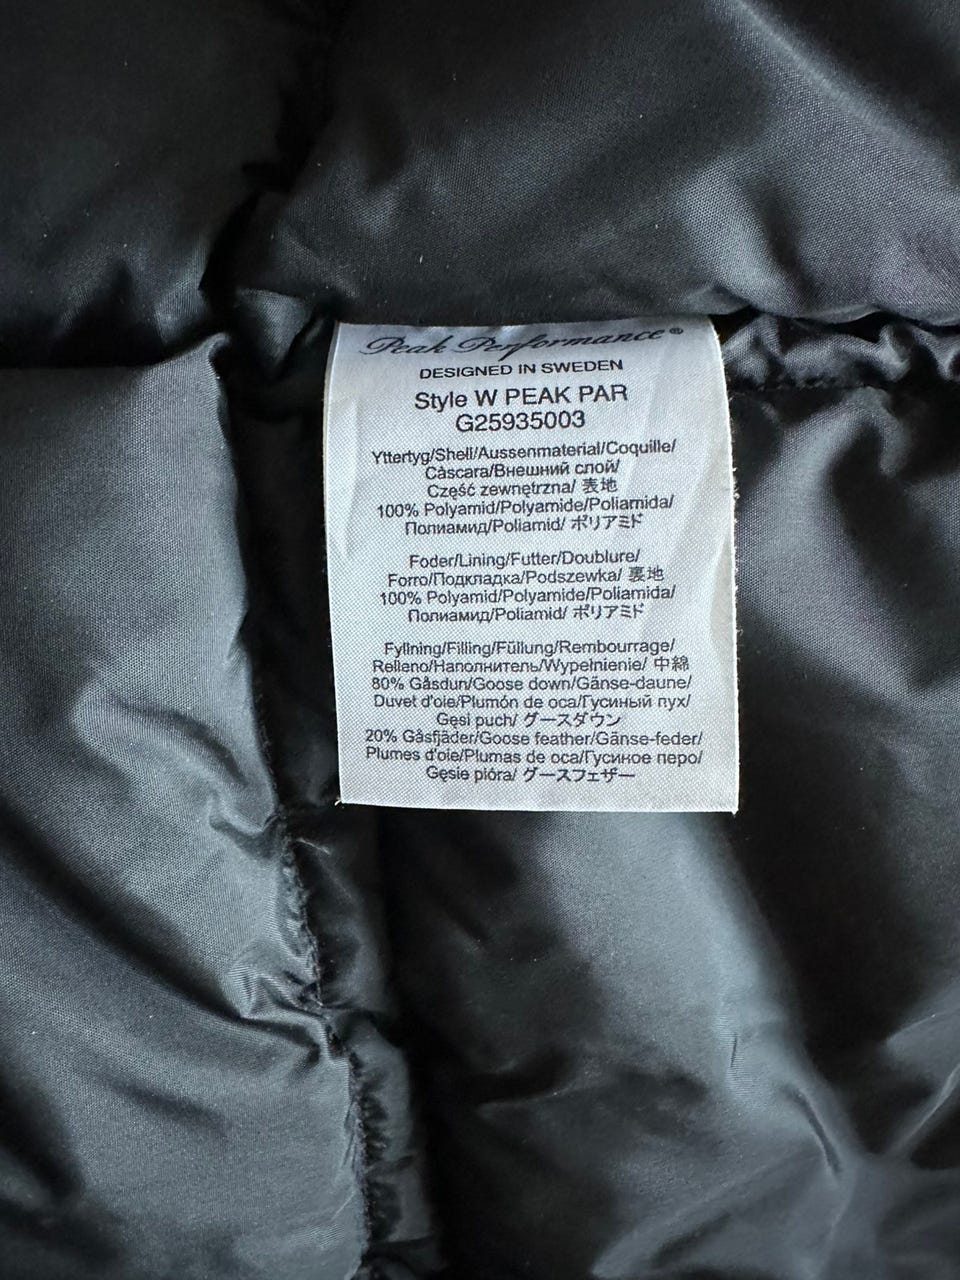 Peak Performance®
DESIGNED IN SWEDEN
Style W PEAK PAR
G25935003
Yttertyg/Shell/Aussenmaterial/Coquille/
Cáscara/Внешний слой/
Część zewnętrzna/ 表地
100% Polyamid/Polyamide/Poliamida/
Полиамид/Poliamid/ ポリアミド
Foder/Lining/Futter/Doublure/
Forro/Подкладка/Podszewka/ 裏地
100% Polyamid/Polyamide/Poliamida/
Полиамид/Poliamid/ ポリアミド
Fyllning/Filling/Füllung/Rembourrage/
Relleno/Наполнитель/Wypełnienie/ 中綿
80% Gåsdun/Goose down/Gänse-daune/
Duvet d'oie/Plumón de oca/Гусиный пух/
Gęsi puch/ グースダウン
20% Gåsfjäder/Goose feather/Gänse-feder/
Plumes d'oie/Plumas de oca/Гусиное перо/
Gęsie pióra/ グースフェザー